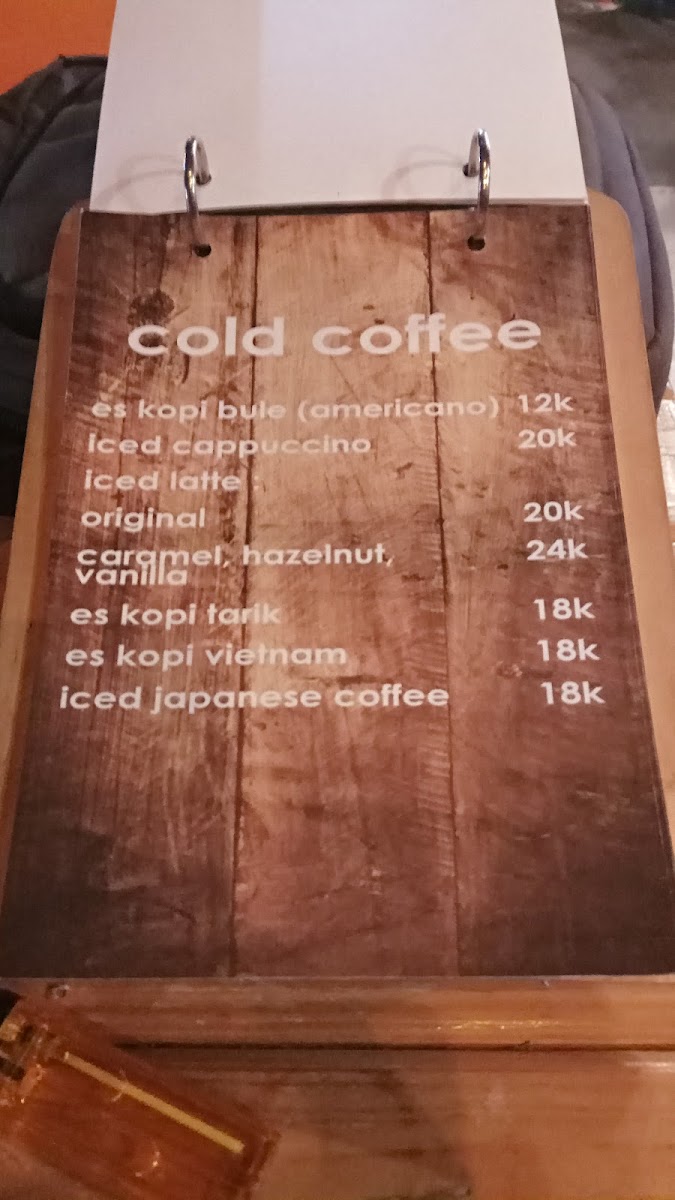 cold coffee
es kopi bule (americano) 12k
iced cappuccino 20k
iced latte :
original 20k
caramel, hazelnut, 24k
vanilla
es kopi tarik 18k
es kopi vietnam 18k
iced japanese coffee 18k